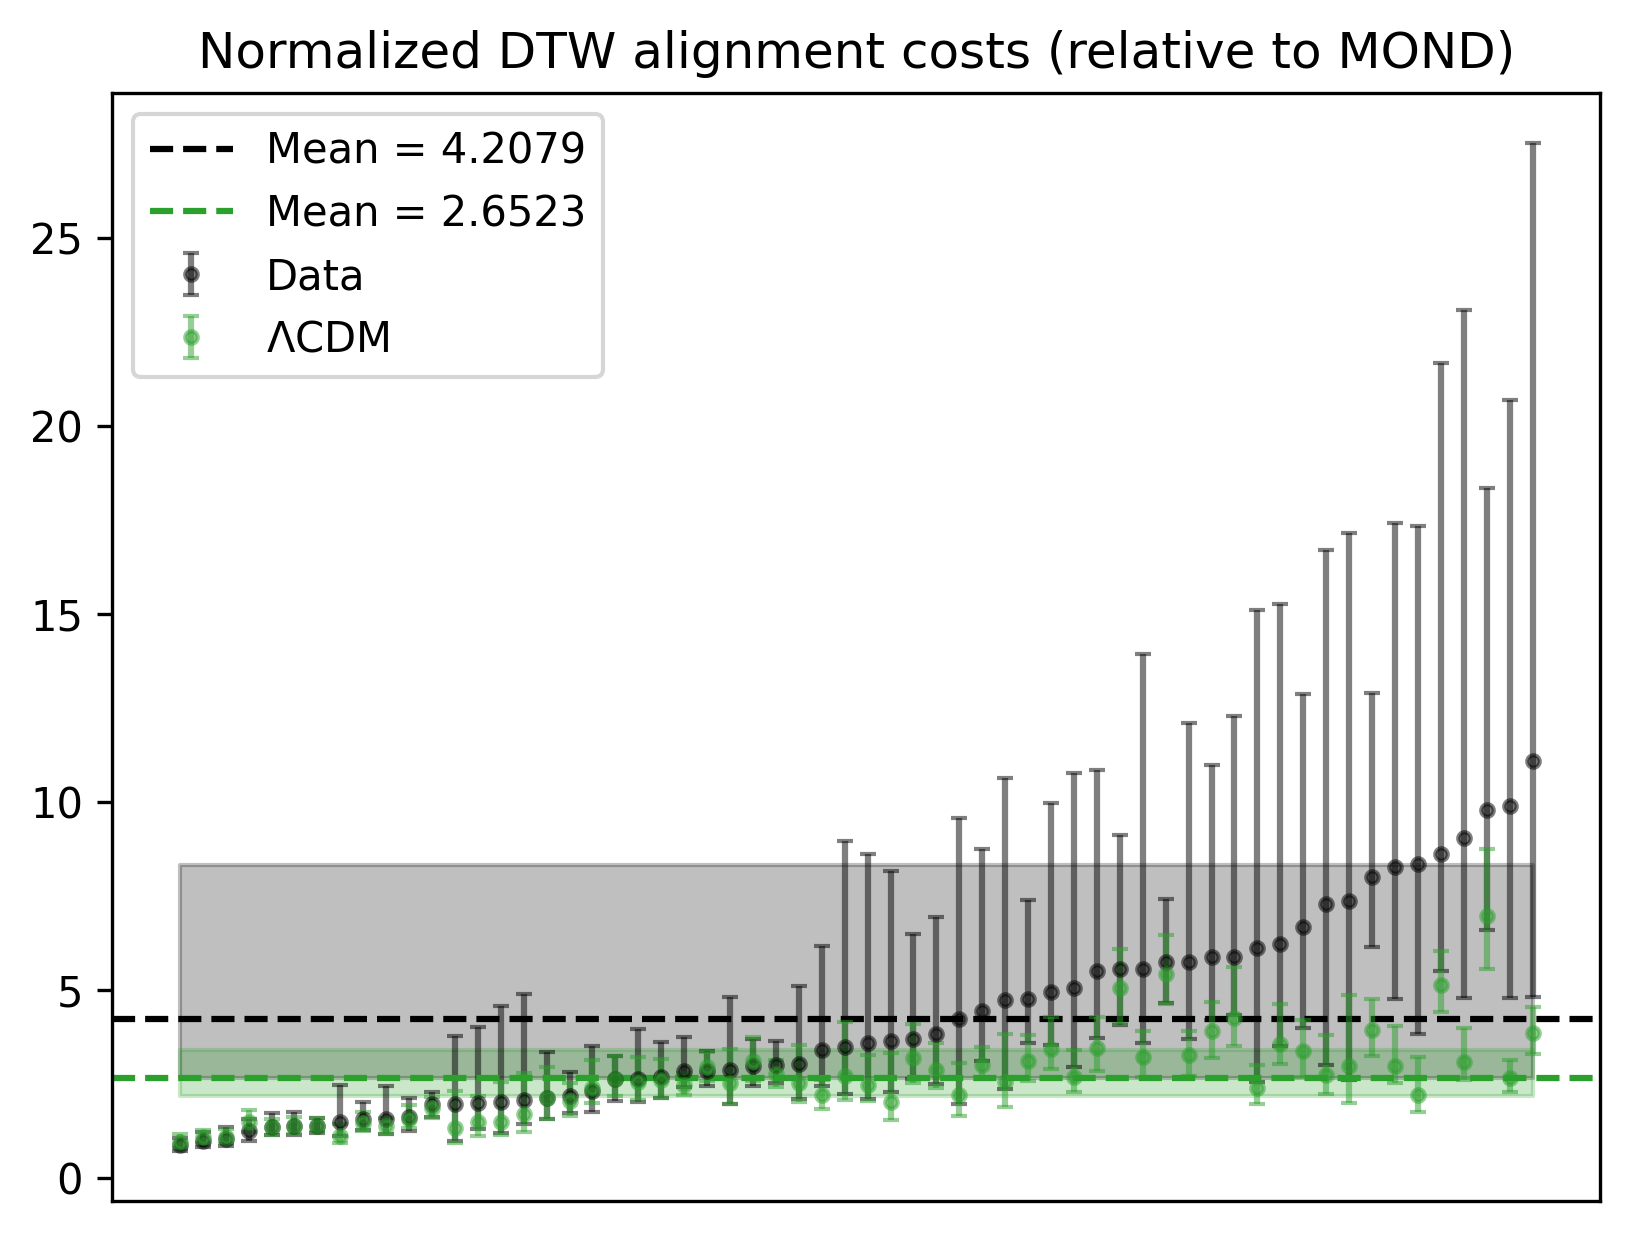 Normalized DTW alignment costs (relative to MOND)
Mean = 4.2079
Mean = 2.6523
Data
ΛCDM
25
20
15
10
5
0